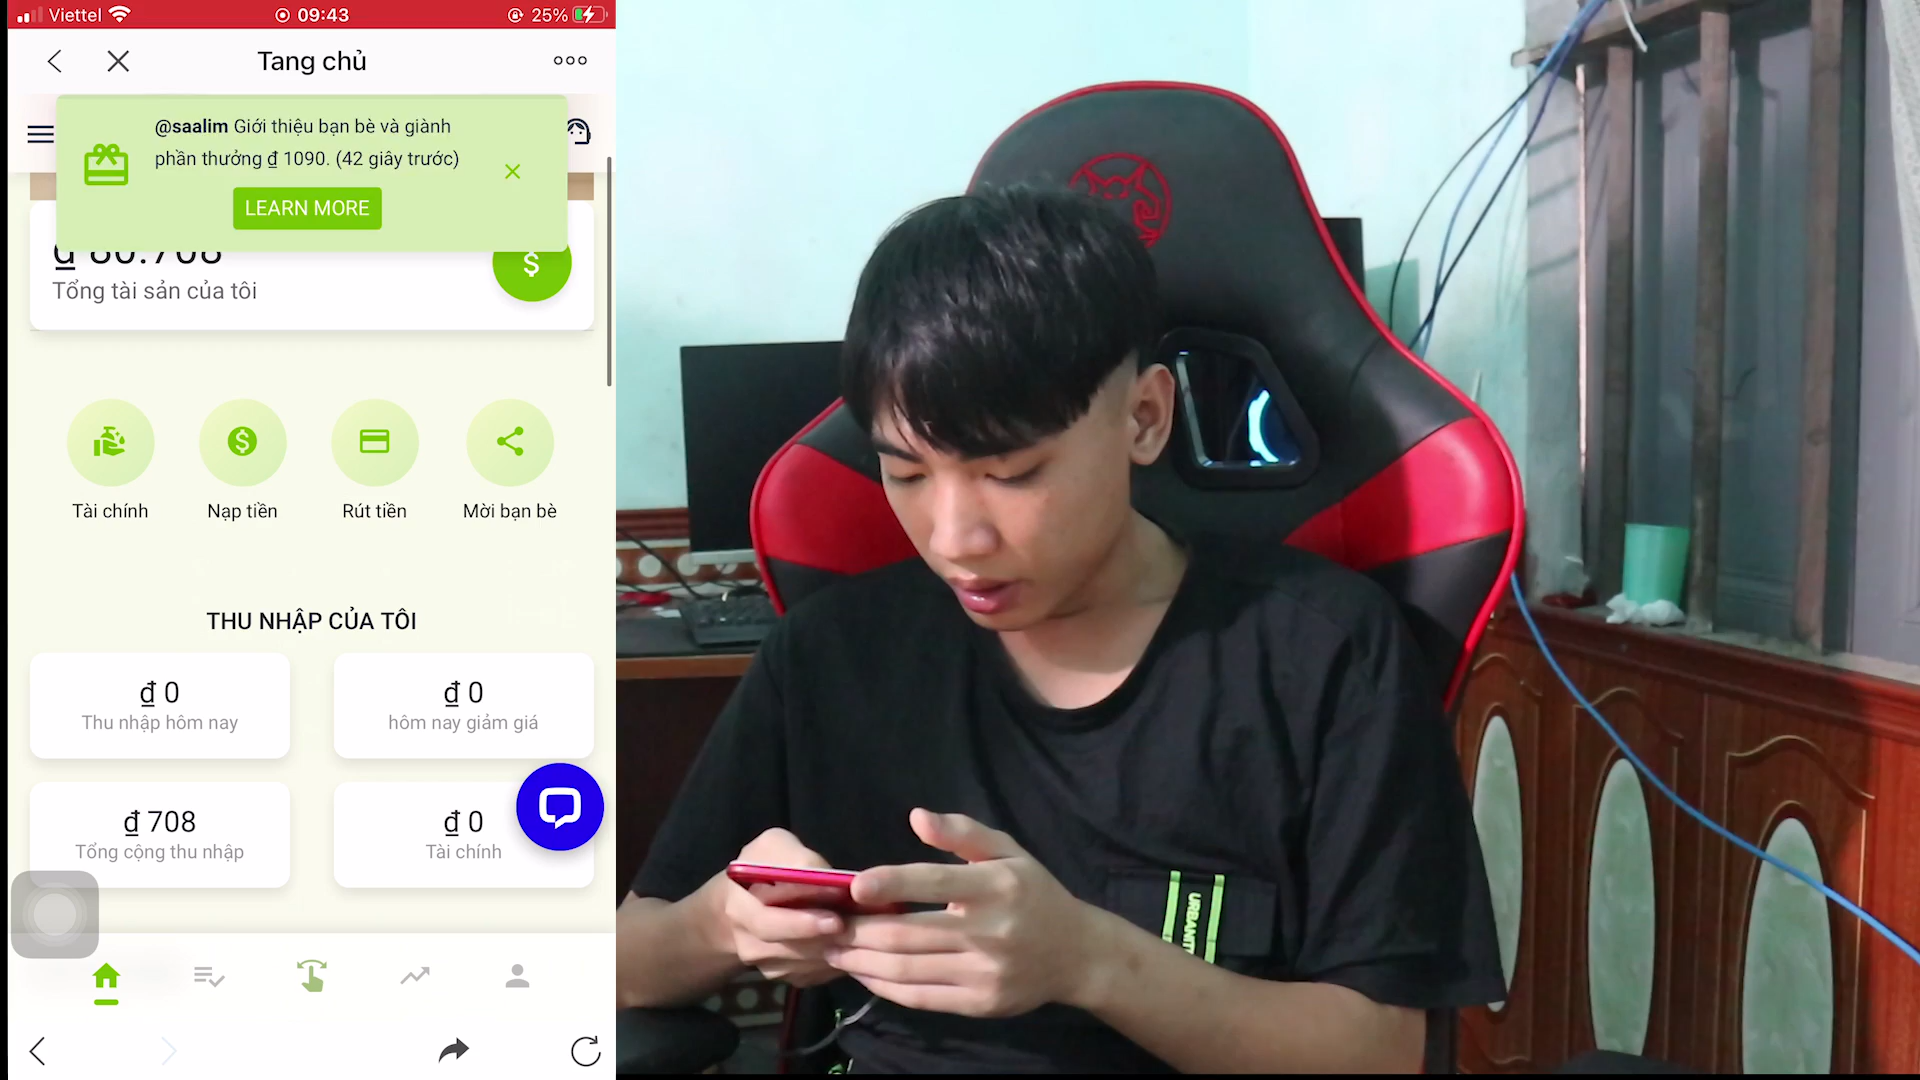 Viettel 09:43 25%
Tang chủ
@saalim Giới thiệu bạn bè và giành
phần thưởng ₫ 1090. (42 giây trước)
LEARN MORE
₫ 80.708
Tổng tài sản của tôi
$
Tài chính
Nạp tiền
Rút tiền
Mời bạn bè
THU NHẬP CỦA TÔI
₫ 0
Thu nhập hôm nay
₫ 0
hôm nay giảm giá
₫ 708
Tổng cộng thu nhập
₫ 0
Tài chính